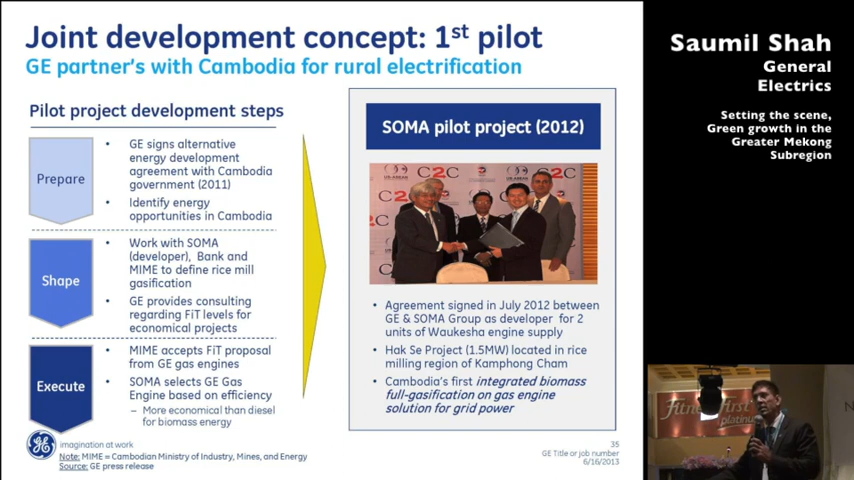 Joint development concept: 1st pilot
GE partner's with Cambodia for rural electrification
Pilot project development steps
Prepare
• GE signs alternative
energy development
agreement with Cambodia
government (2011)
• Identify energy
opportunities in Cambodia
Shape
• Work with SOMA
(developer), Bank and
MIME to define rice mill
gasification
• GE provides consulting
regarding FiT levels for
economical projects
Execute
• MIME accepts FiT proposal
from GE gas engines
• SOMA selects GE Gas
Engine based on efficiency
– More economical than diesel
for biomass energy
SOMA pilot project (2012)
C2C
C2C
• Agreement signed in July 2012 between
GE & SOMA Group as developer for 2
units of Waukesha engine supply
• Hak Se Project (1.5MW) located in rice
milling region of Kamphong Cham
• Cambodia's first integrated biomass
full-gasification on gas engine
solution for grid power
imagination at work
Note: MIME = Cambodian Ministry of Industry, Mines, and Energy
Source: GE press release
35
GE Title or job number
6/16/2013
Saumil Shah
General
Electrics
Setting the scene,
Green growth in the
Greater Mekong
Subregion
Fitness First
platinum